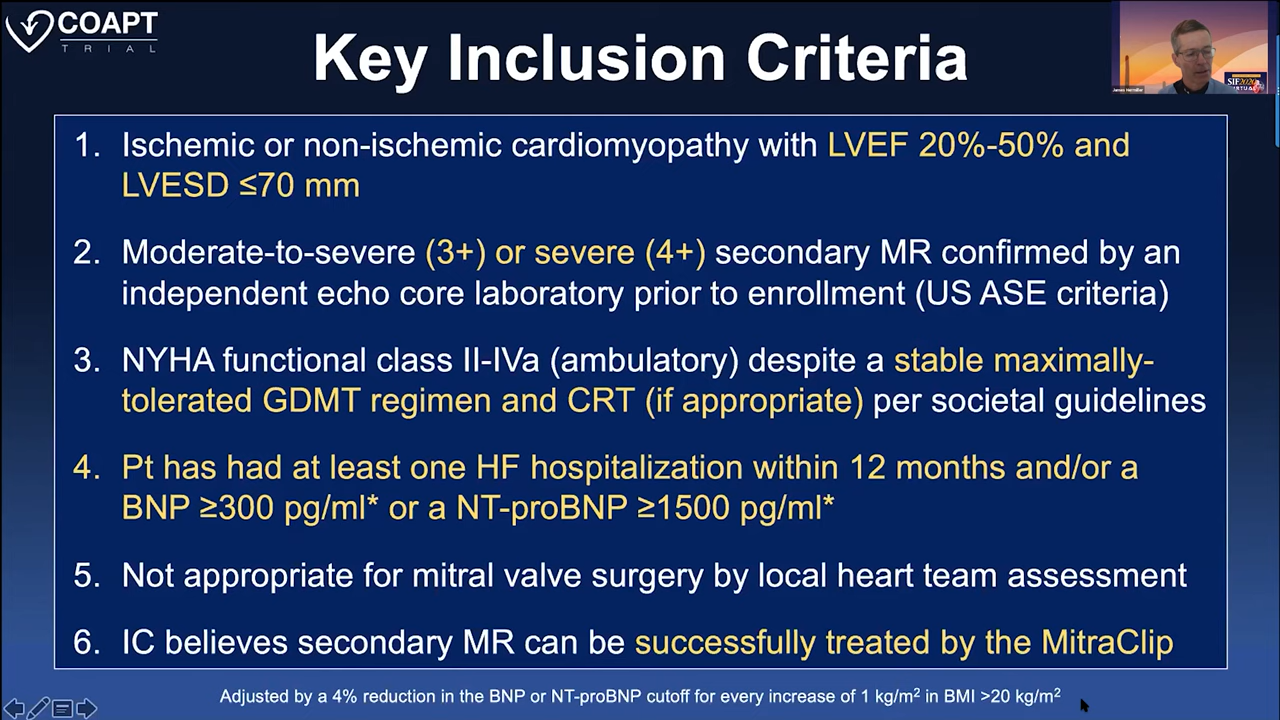 COAPT
TRIAL
Key Inclusion Criteria
James Hermiller
SIF2020
VIRTUAL
1. Ischemic or non-ischemic cardiomyopathy with LVEF 20%-50% and
LVESD ≤70 mm
2. Moderate-to-severe (3+) or severe (4+) secondary MR confirmed by an
independent echo core laboratory prior to enrollment (US ASE criteria)
3. NYHA functional class II-IVa (ambulatory) despite a stable maximally-
tolerated GDMT regimen and CRT (if appropriate) per societal guidelines
4. Pt has had at least one HF hospitalization within 12 months and/or a
BNP ≥300 pg/ml* or a NT-proBNP ≥1500 pg/ml*
5. Not appropriate for mitral valve surgery by local heart team assessment
6. IC believes secondary MR can be successfully treated by the MitraClip
Adjusted by a 4% reduction in the BNP or NT-proBNP cutoff for every increase of 1 kg/m² in BMI >20 kg/m²